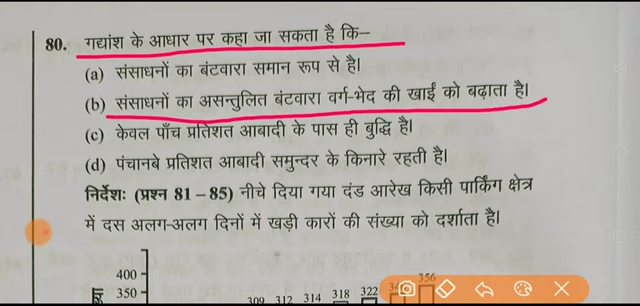 80. गद्यांश के आधार पर कहा जा सकता है कि–
(a) संसाधनों का बंटवारा समान रूप से है।
(b) संसाधनों का असन्तुलित बंटवारा वर्ग-भेद की खाई को बढ़ाता है।
(c) केवल पाँच प्रतिशत आबादी के पास ही बुद्धि है।
(d) पंचानबे प्रतिशत आबादी समुन्दर के किनारे रहती है।
निर्देशः (प्रश्न 81 – 85) नीचे दिया गया दंड आरेख किसी पार्किंग क्षेत्र
में दस अलग-अलग दिनों में खड़ी कारों की संख्या को दर्शाता है।
400
350
309 312 314 318 322 356